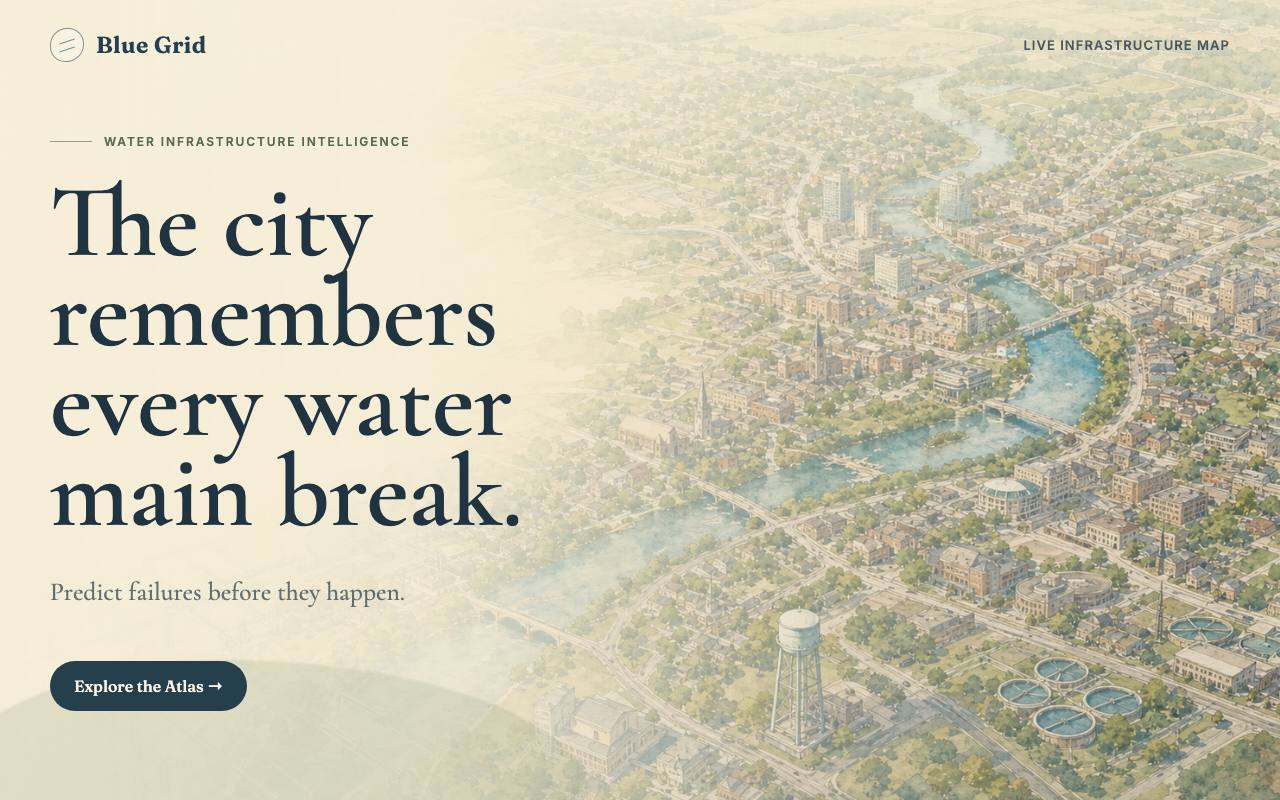 Blue Grid
LIVE INFRASTRUCTURE MAP
WATER INFRASTRUCTURE INTELLIGENCE
The city
remembers
every water
main break.
Predict failures before they happen.
Explore the Atlas →